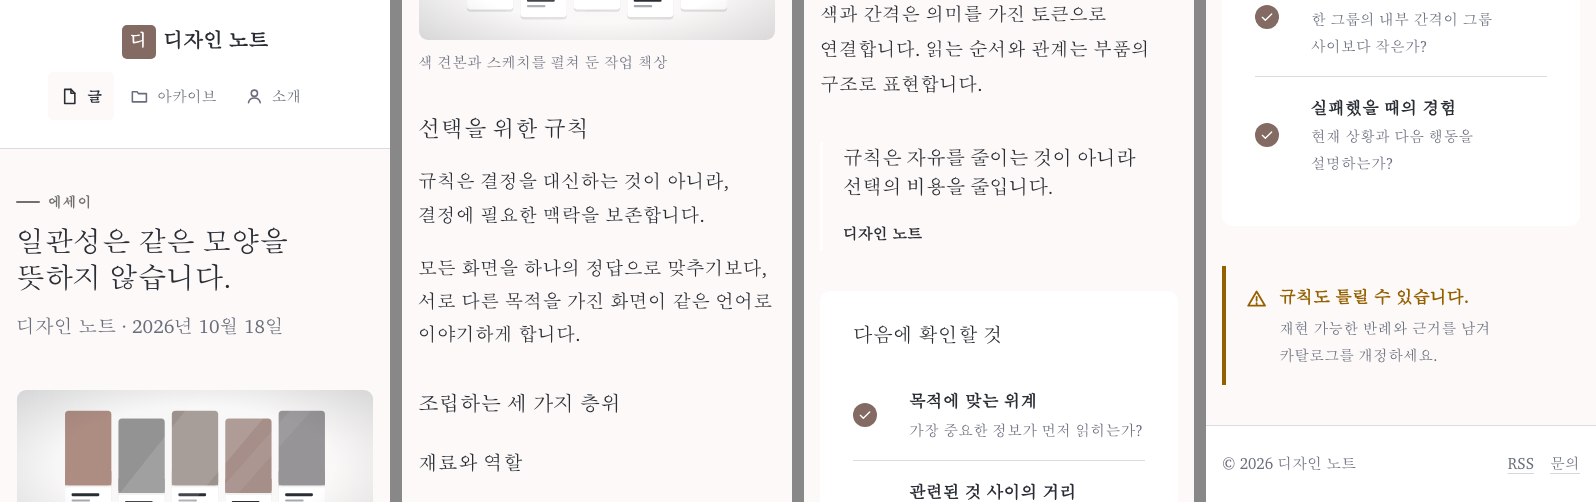 디 디자인 노트
글 아카이브 소개
에세이
일관성은 같은 모양을
뜻하지 않습니다.
디자인 노트 · 2026년 10월 18일
색 견본과 스케치를 펼쳐 둔 작업 책상
선택을 위한 규칙
규칙은 결정을 대신하는 것이 아니라,
결정에 필요한 맥락을 보존합니다.
모든 화면을 하나의 정답으로 맞추기보다,
서로 다른 목적을 가진 화면이 같은 언어로
이야기하게 합니다.
조립하는 세 가지 층위
재료와 역할
색과 간격은 의미를 가진 토큰으로
연결합니다. 읽는 순서와 관계는 부품의
구조로 표현합니다.
규칙은 자유를 줄이는 것이 아니라
선택의 비용을 줄입니다.
디자인 노트
다음에 확인할 것
목적에 맞는 위계
가장 중요한 정보가 먼저 읽히는가?
관련된 것 사이의 거리
한 그룹의 내부 간격이 그룹
사이보다 작은가?
실패했을 때의 경험
현재 상황과 다음 행동을
설명하는가?
규칙도 틀릴 수 있습니다.
재현 가능한 반례와 근거를 남겨
카탈로그를 개정하세요.
© 2026 디자인 노트 RSS 문의